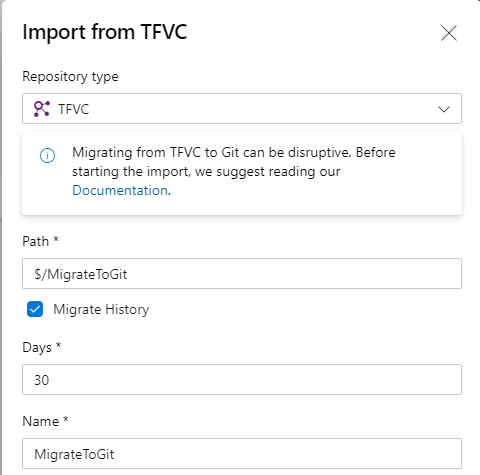 Import from TFVC
Repository type
TFVC
Migrating from TFVC to Git can be disruptive. Before
starting the import, we suggest reading our
Documentation.
Path *
$/MigrateToGit
Migrate History
Days *
30
Name *
MigrateToGit